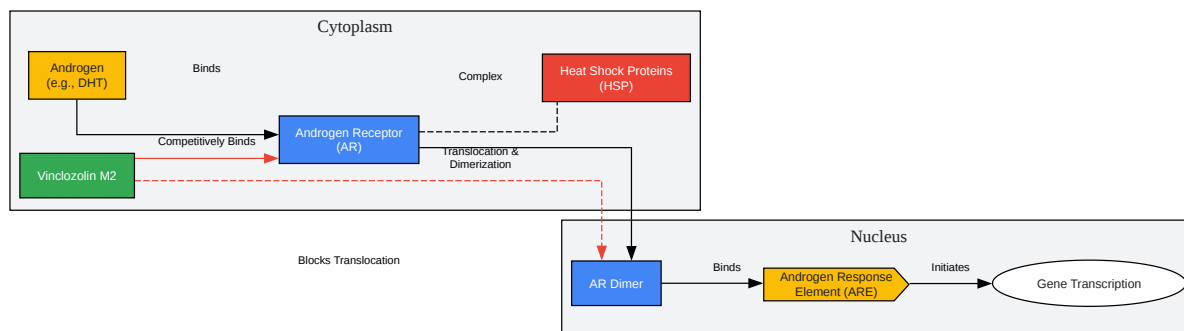 Cytoplasm
Androgen
(e.g., DHT)
Binds
Complex
Heat Shock Proteins
(HSP)
Competitively Binds
Androgen Receptor
(AR)
Translocation &
Dimerization
Vinclozolin M2
Nucleus
Blocks Translocation
AR Dimer
Binds
Androgen Response
Element (ARE)
Initiates
Gene Transcription